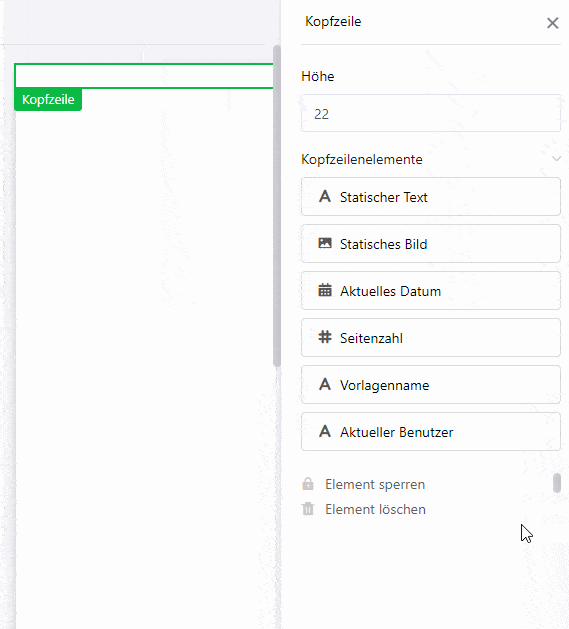 Kopfzeile
Kopfzeile
Höhe
22
Kopfzeilenelemente
Statischer Text
Statisches Bild
Aktuelles Datum
Seitenzahl
Vorlagenname
Aktueller Benutzer
Element sperren
Element löschen